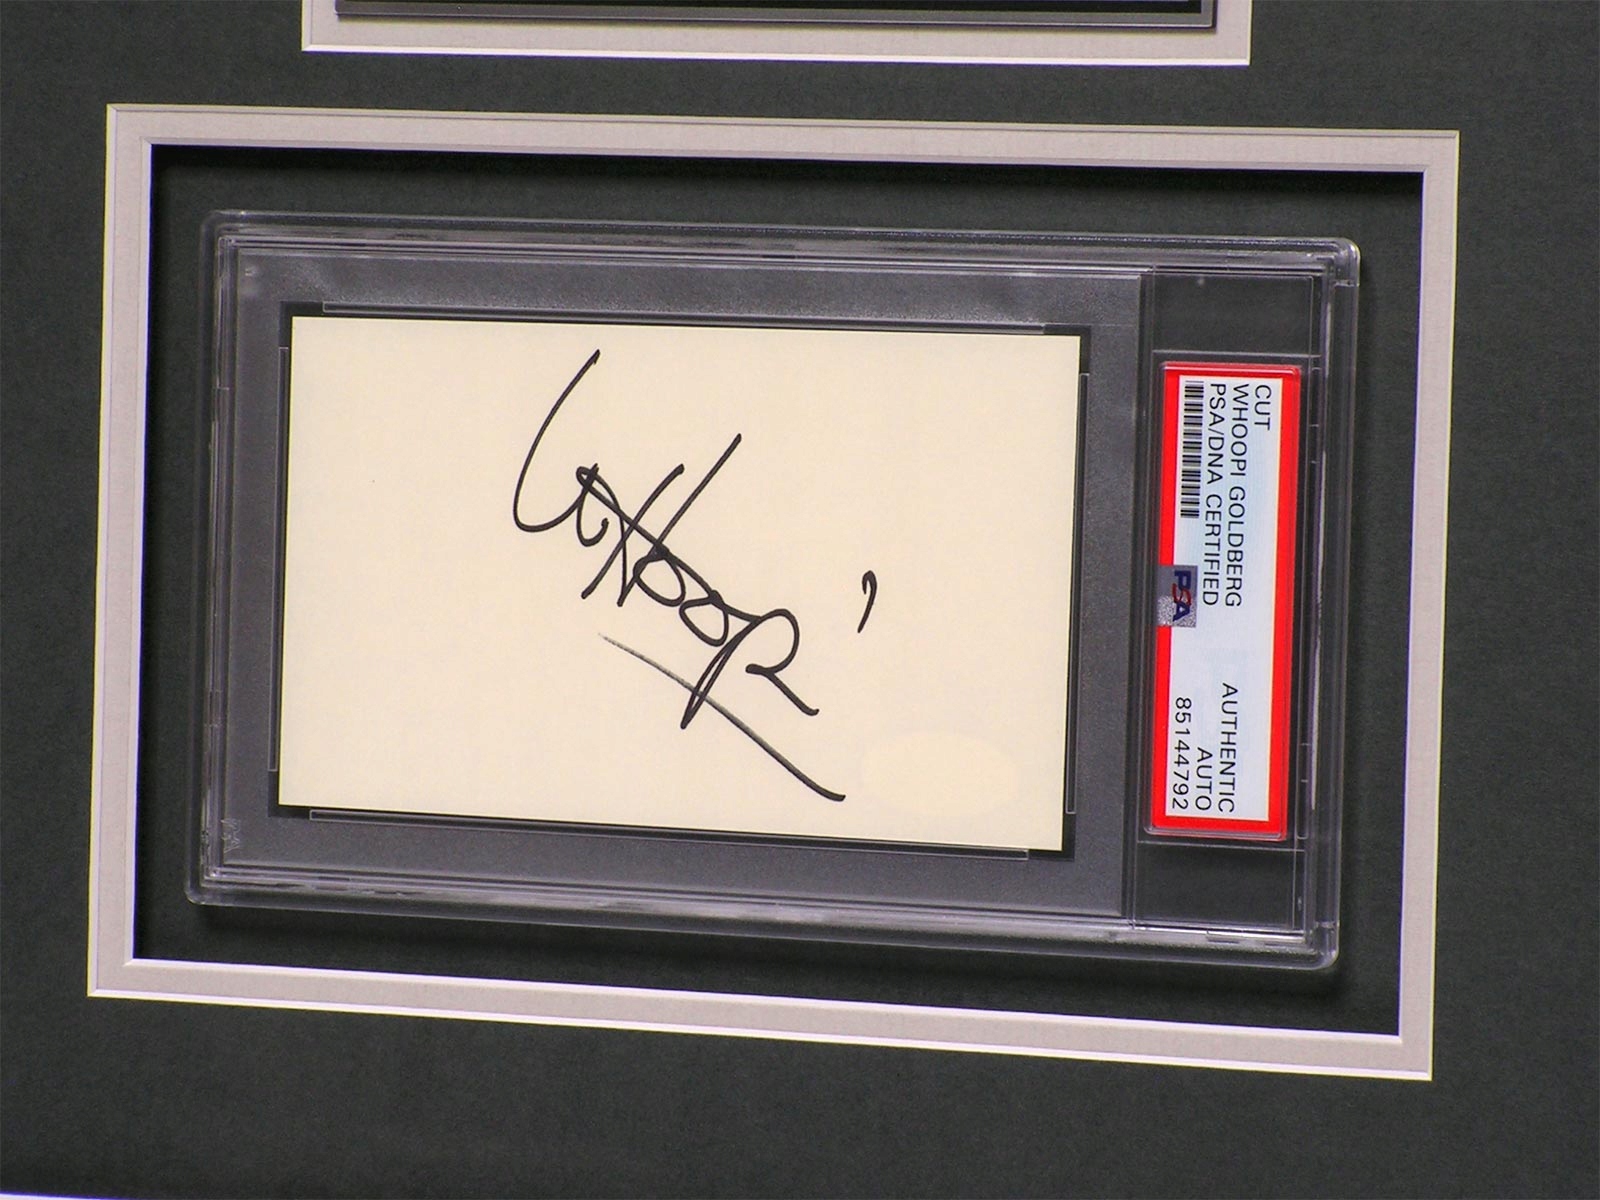 Whoopi
CUT
WHOOPI GOLDBERG
PSA/DNA CERTIFIED
AUTHENTIC
AUTO
85144792
PSA